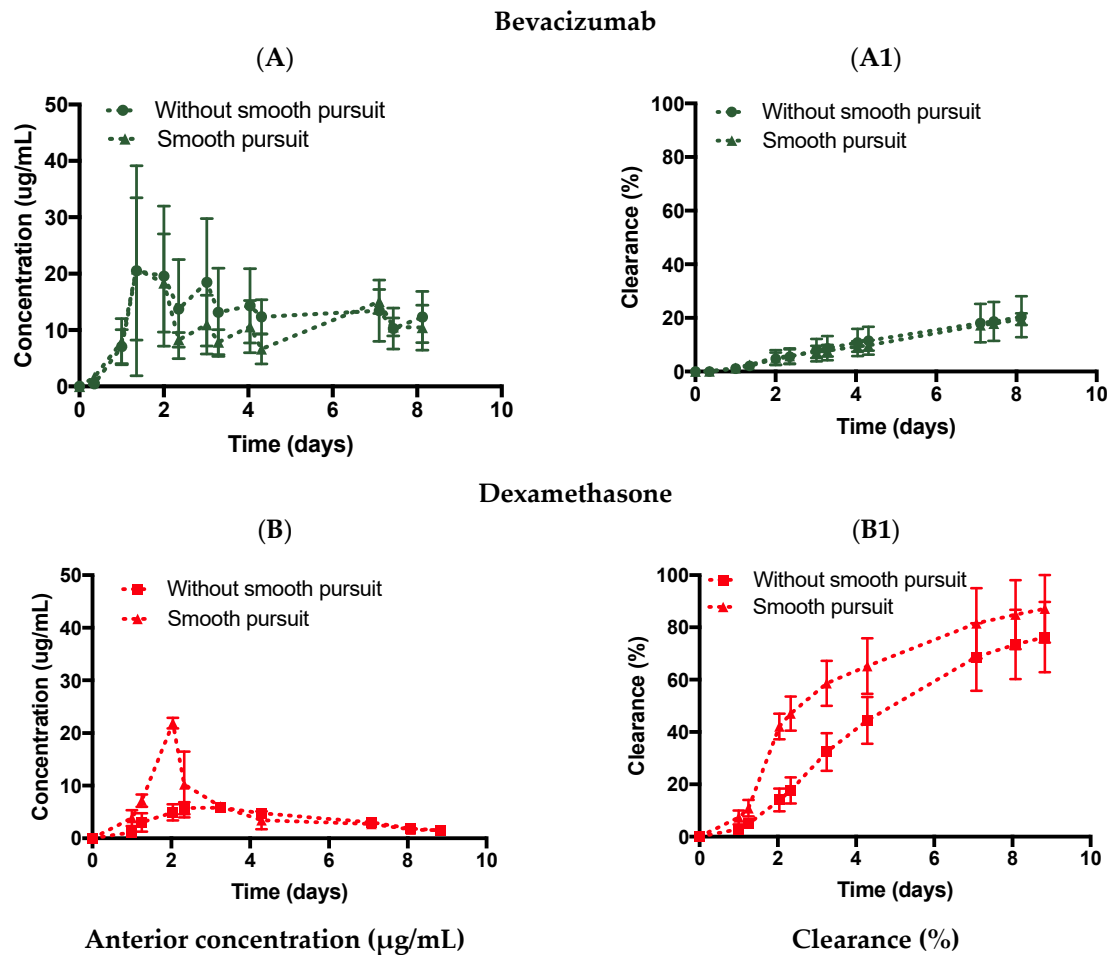 Bevacizumab
(A)
Without smooth pursuit
Smooth pursuit
Concentration (ug/mL)
50
40
30
20
10
0
0 2 4 6 8 10
Time (days)
(A1)
Without smooth pursuit
Smooth pursuit
Clearance (%)
100
80
60
40
20
0
0 2 4 6 8 10
Time (days)
Dexamethasone
(B)
Without smooth pursuit
Smooth pursuit
Concentration (ug/mL)
50
40
30
20
10
0
0 2 4 6 8 10
Time (days)
Anterior concentration (µg/mL)
(B1)
Without smooth pursuit
Smooth pursuit
Clearance (%)
100
80
60
40
20
0
0 2 4 6 8 10
Time (days)
Clearance (%)